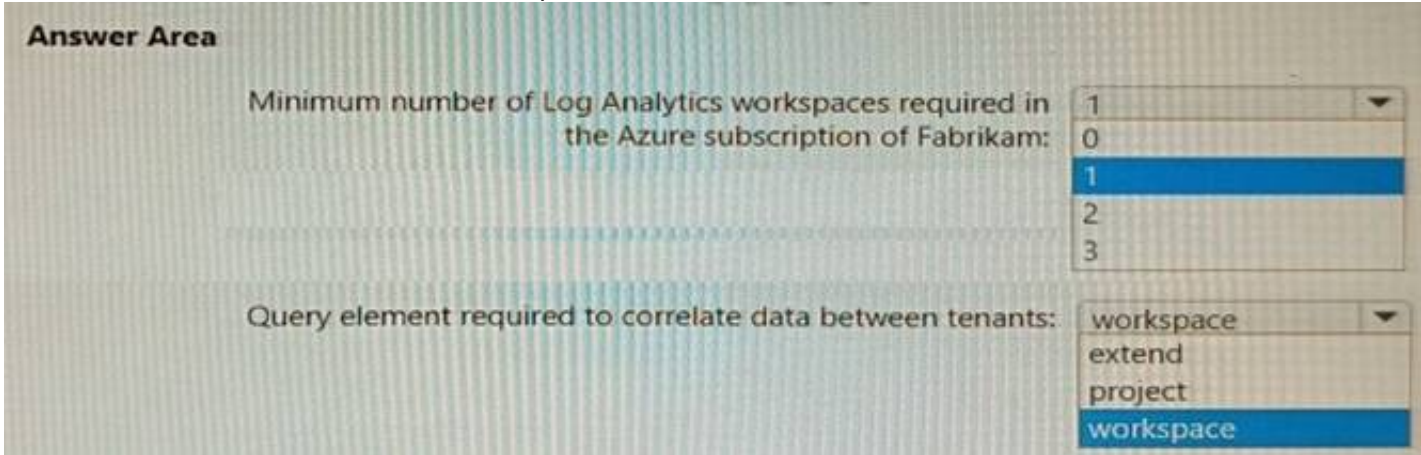 Answer Area
Minimum number of Log Analytics workspaces required in
the Azure subscription of Fabrikam:
1
0
1
2
3
Query element required to correlate data between tenants:
workspace
extend
project
workspace